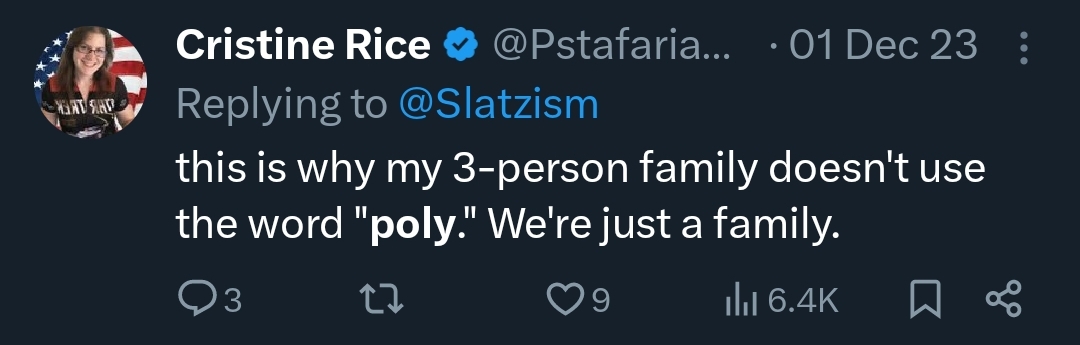 Cristine Rice @Pstafaria... · 01 Dec 23
Replying to @Slatzism
this is why my 3-person family doesn't use
the word "poly." We're just a family.
3 9 6.4K